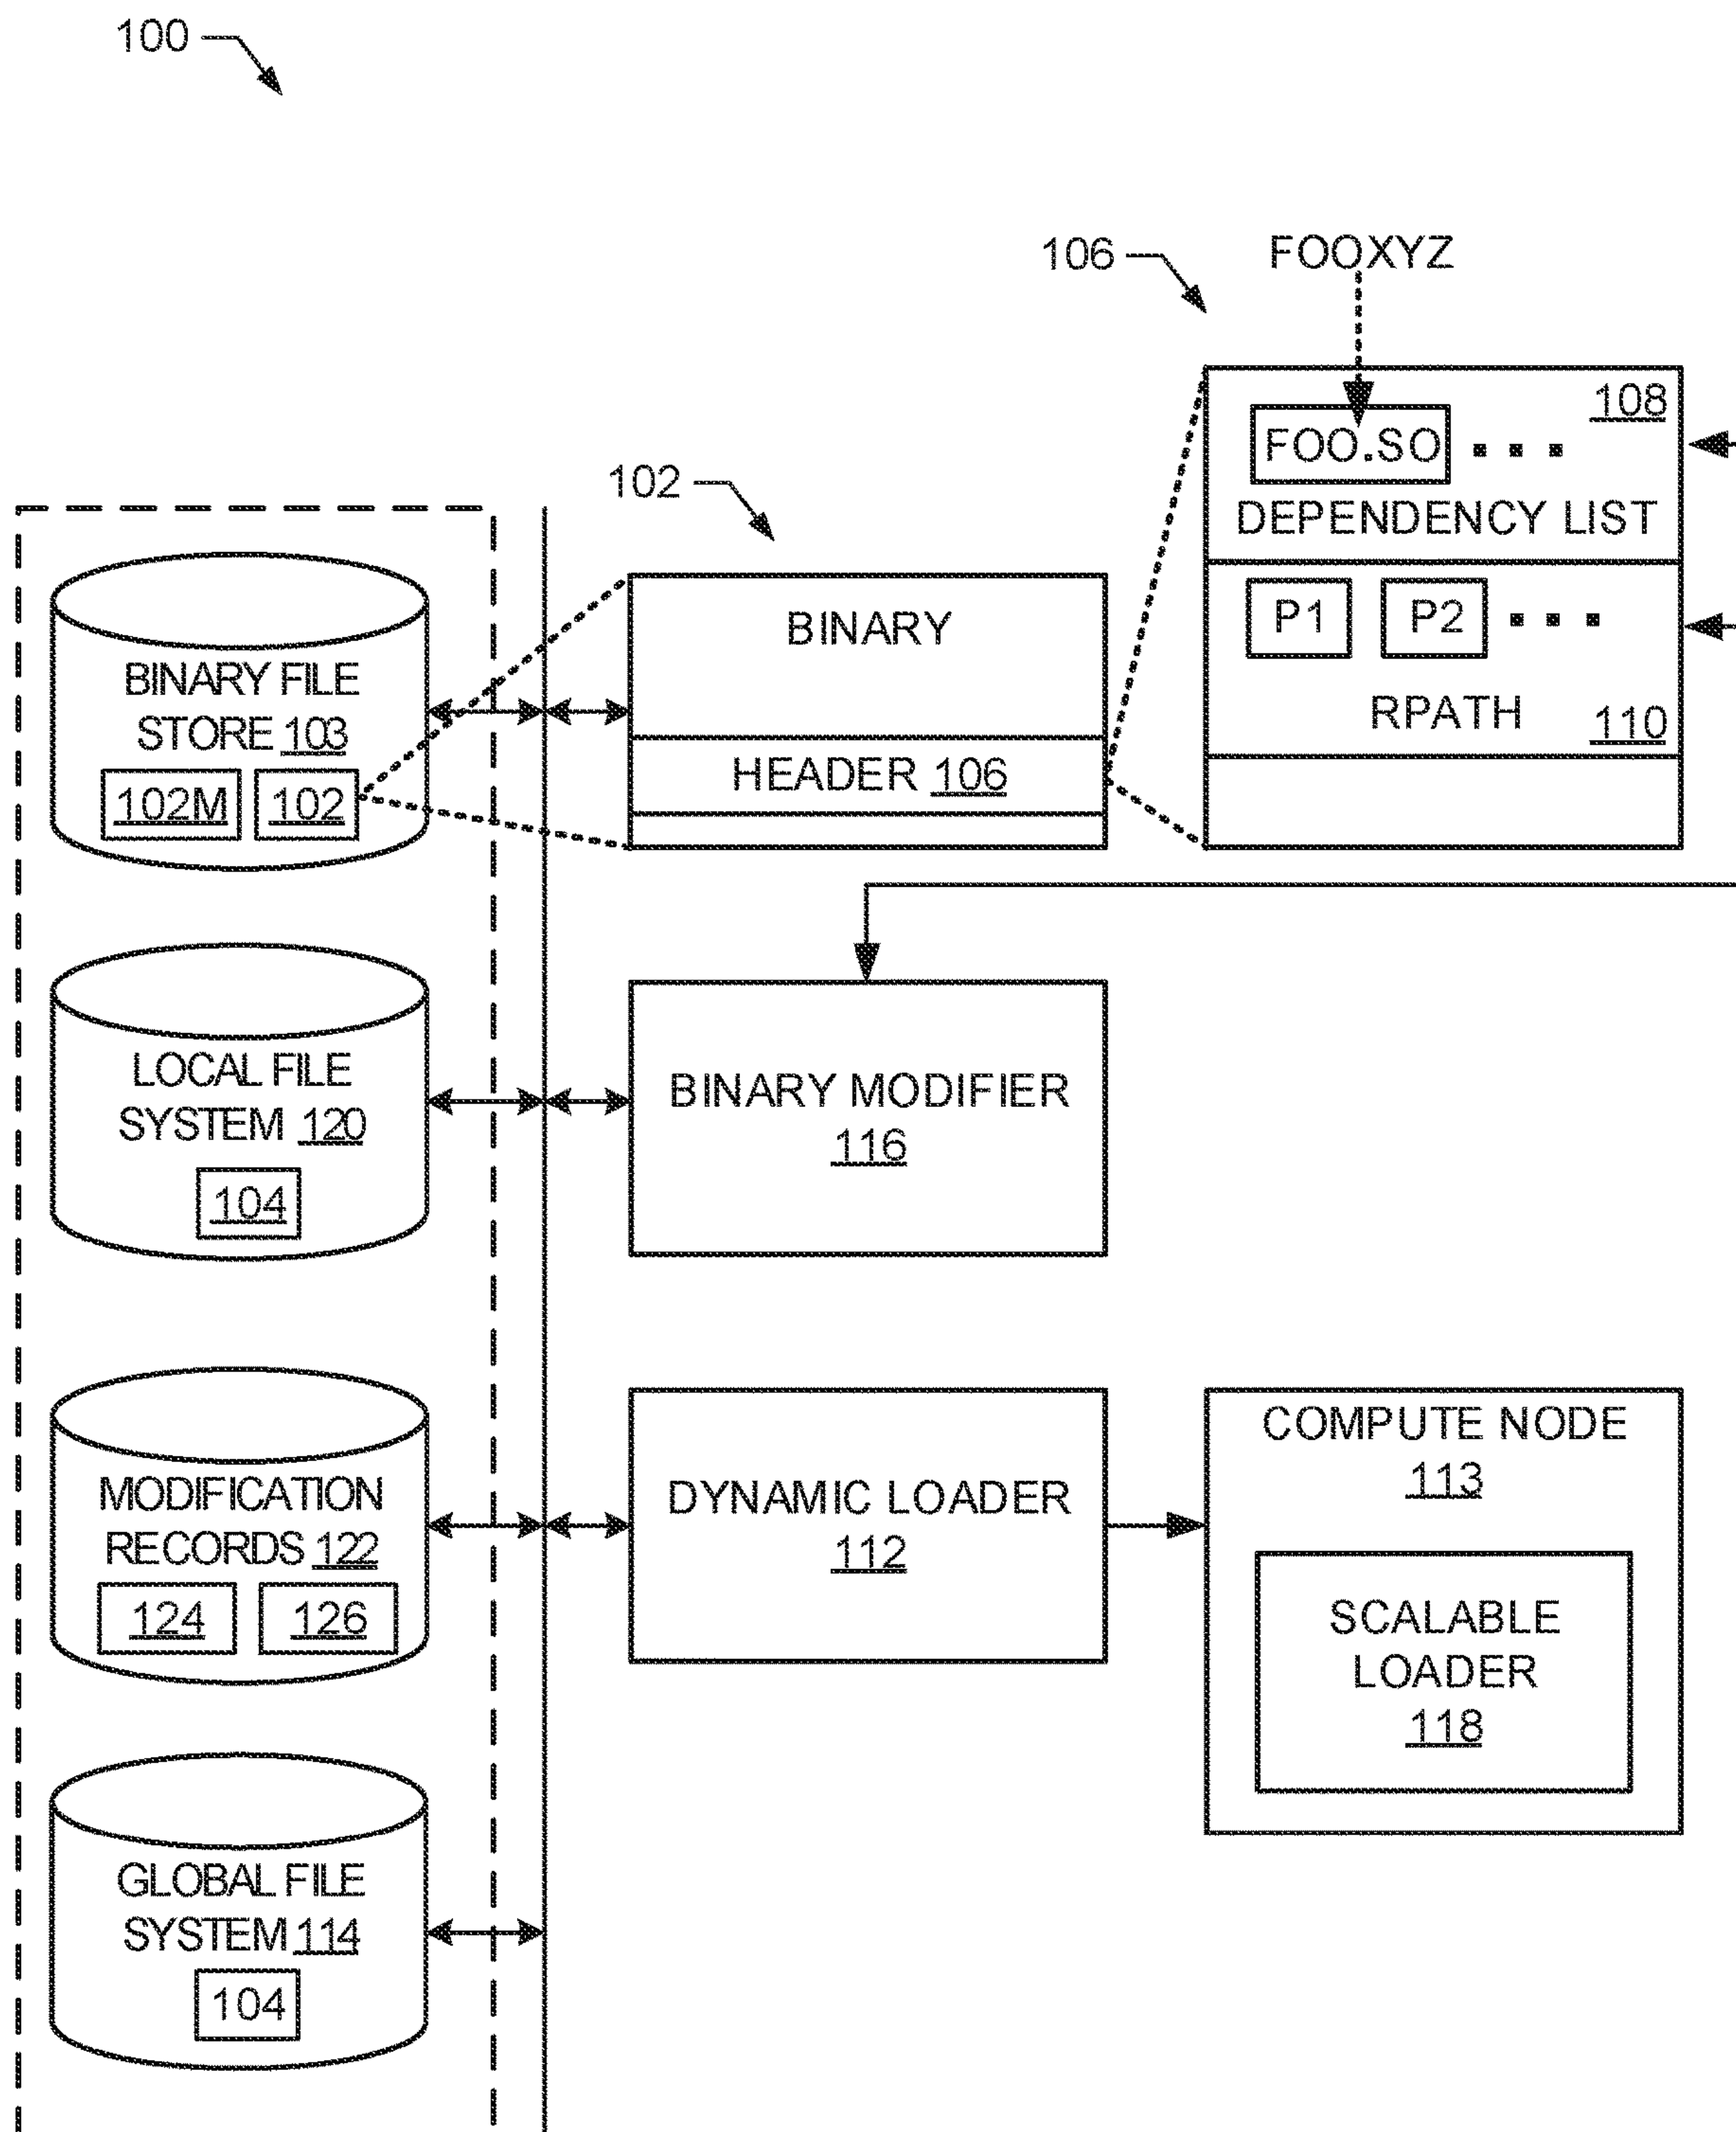 100
106
FOOXYZ
108
FOO.SO ...
DEPENDENCY LIST
P1 P2 ...
RPATH
110
102
BINARY
HEADER 106
BINARY FILE
STORE 103
102M 102
LOCAL FILE
SYSTEM 120
104
BINARY MODIFIER
116
MODIFICATION
RECORDS 122
124 126
DYNAMIC LOADER
112
COMPUTE NODE
113
SCALABLE
LOADER
118
GLOBAL FILE
SYSTEM 114
104